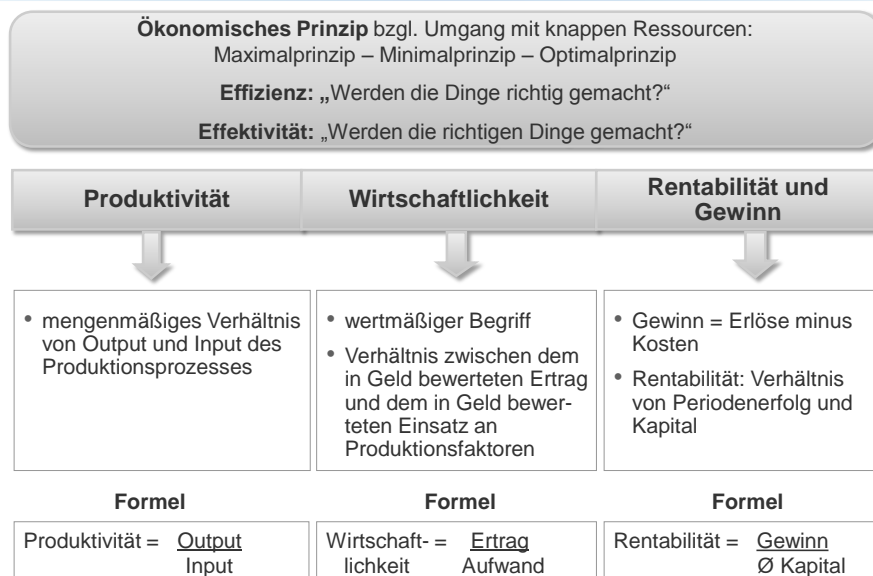 Ökonomisches Prinzip bzgl. Umgang mit knappen Ressourcen:
Maximalprinzip – Minimalprinzip – Optimalprinzip
Effizienz: „Werden die Dinge richtig gemacht?“
Effektivität: „Werden die richtigen Dinge gemacht?“
Produktivität
Wirtschaftlichkeit
Rentabilität und
Gewinn
• mengenmäßiges Verhältnis
von Output und Input des
Produktionsprozesses
• wertmäßiger Begriff
• Verhältnis zwischen dem
in Geld bewerteten Ertrag
und dem in Geld bewer-
teten Einsatz an
Produktionsfaktoren
• Gewinn = Erlöse minus
Kosten
• Rentabilität: Verhältnis
von Periodenerfolg und
Kapital
Formel
Produktivität = Output
Input
Formel
Wirtschaft- = Ertrag
lichkeit Aufwand
Formel
Rentabilität = Gewinn
Ø Kapital